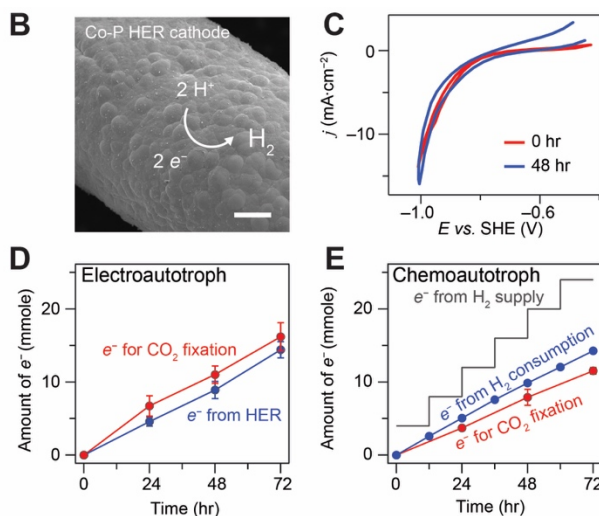 B
Co-P HER cathode
2 H⁺
H₂
2 e⁻
C
j (mA·cm⁻²)
0
−10
0 hr
48 hr
−1.0
−0.6
E vs. SHE (V)
D
Electroautotroph
Amount of e⁻ (mmole)
20
10
0
e⁻ for CO₂ fixation
e⁻ from HER
0
24
48
72
Time (hr)
E
Chemoautotroph
e⁻ from H₂ supply
Amount of e⁻ (mmole)
20
10
0
e⁻ from H₂ consumption
e⁻ for CO₂ fixation
0
24
48
72
Time (hr)